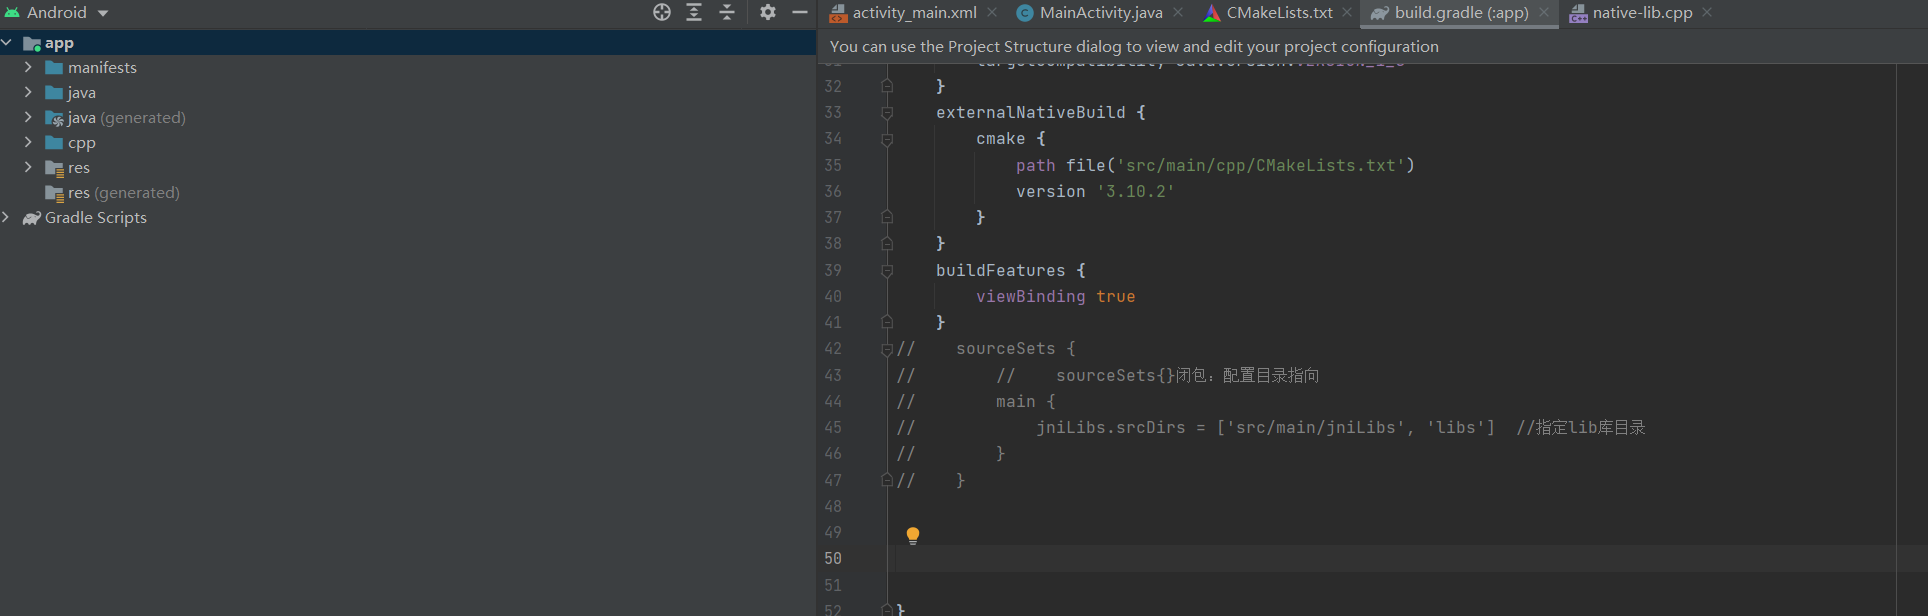 Android
app
manifests
java
java (generated)
cpp
res
res (generated)
Gradle Scripts
activity_main.xml
MainActivity.java
CMakeLists.txt
build.gradle (:app)
native-lib.cpp
You can use the Project Structure dialog to view and edit your project configuration
32 }
33 externalNativeBuild {
34 cmake {
35 path file('src/main/cpp/CMakeLists.txt')
36 version '3.10.2'
37 }
38 }
39 buildFeatures {
40 viewBinding true
41 }
42 // sourceSets {
43 // // sourceSets{}闭包：配置目录指向
44 // main {
45 // jniLibs.srcDirs = ['src/main/jniLibs', 'libs'] //指定lib库目录
46 // }
47 // }
48
49
50
51
52 }